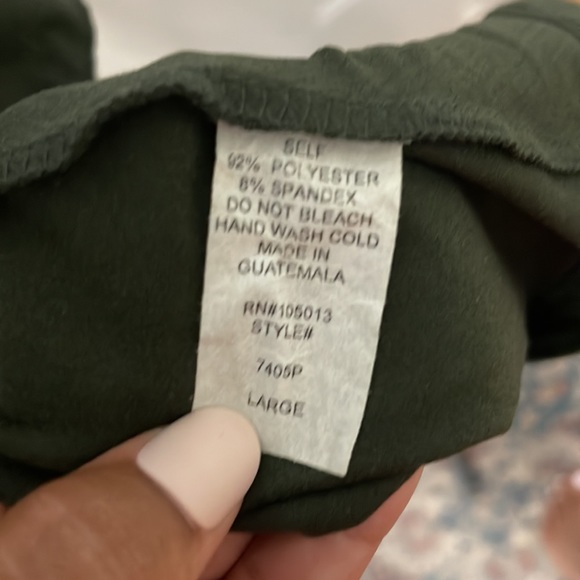 SELF
92% POLYESTER
8% SPANDEX
DO NOT BLEACH
HAND WASH COLD
MADE IN
GUATEMALA
RN#105013
STYLE#
7405P
LARGE